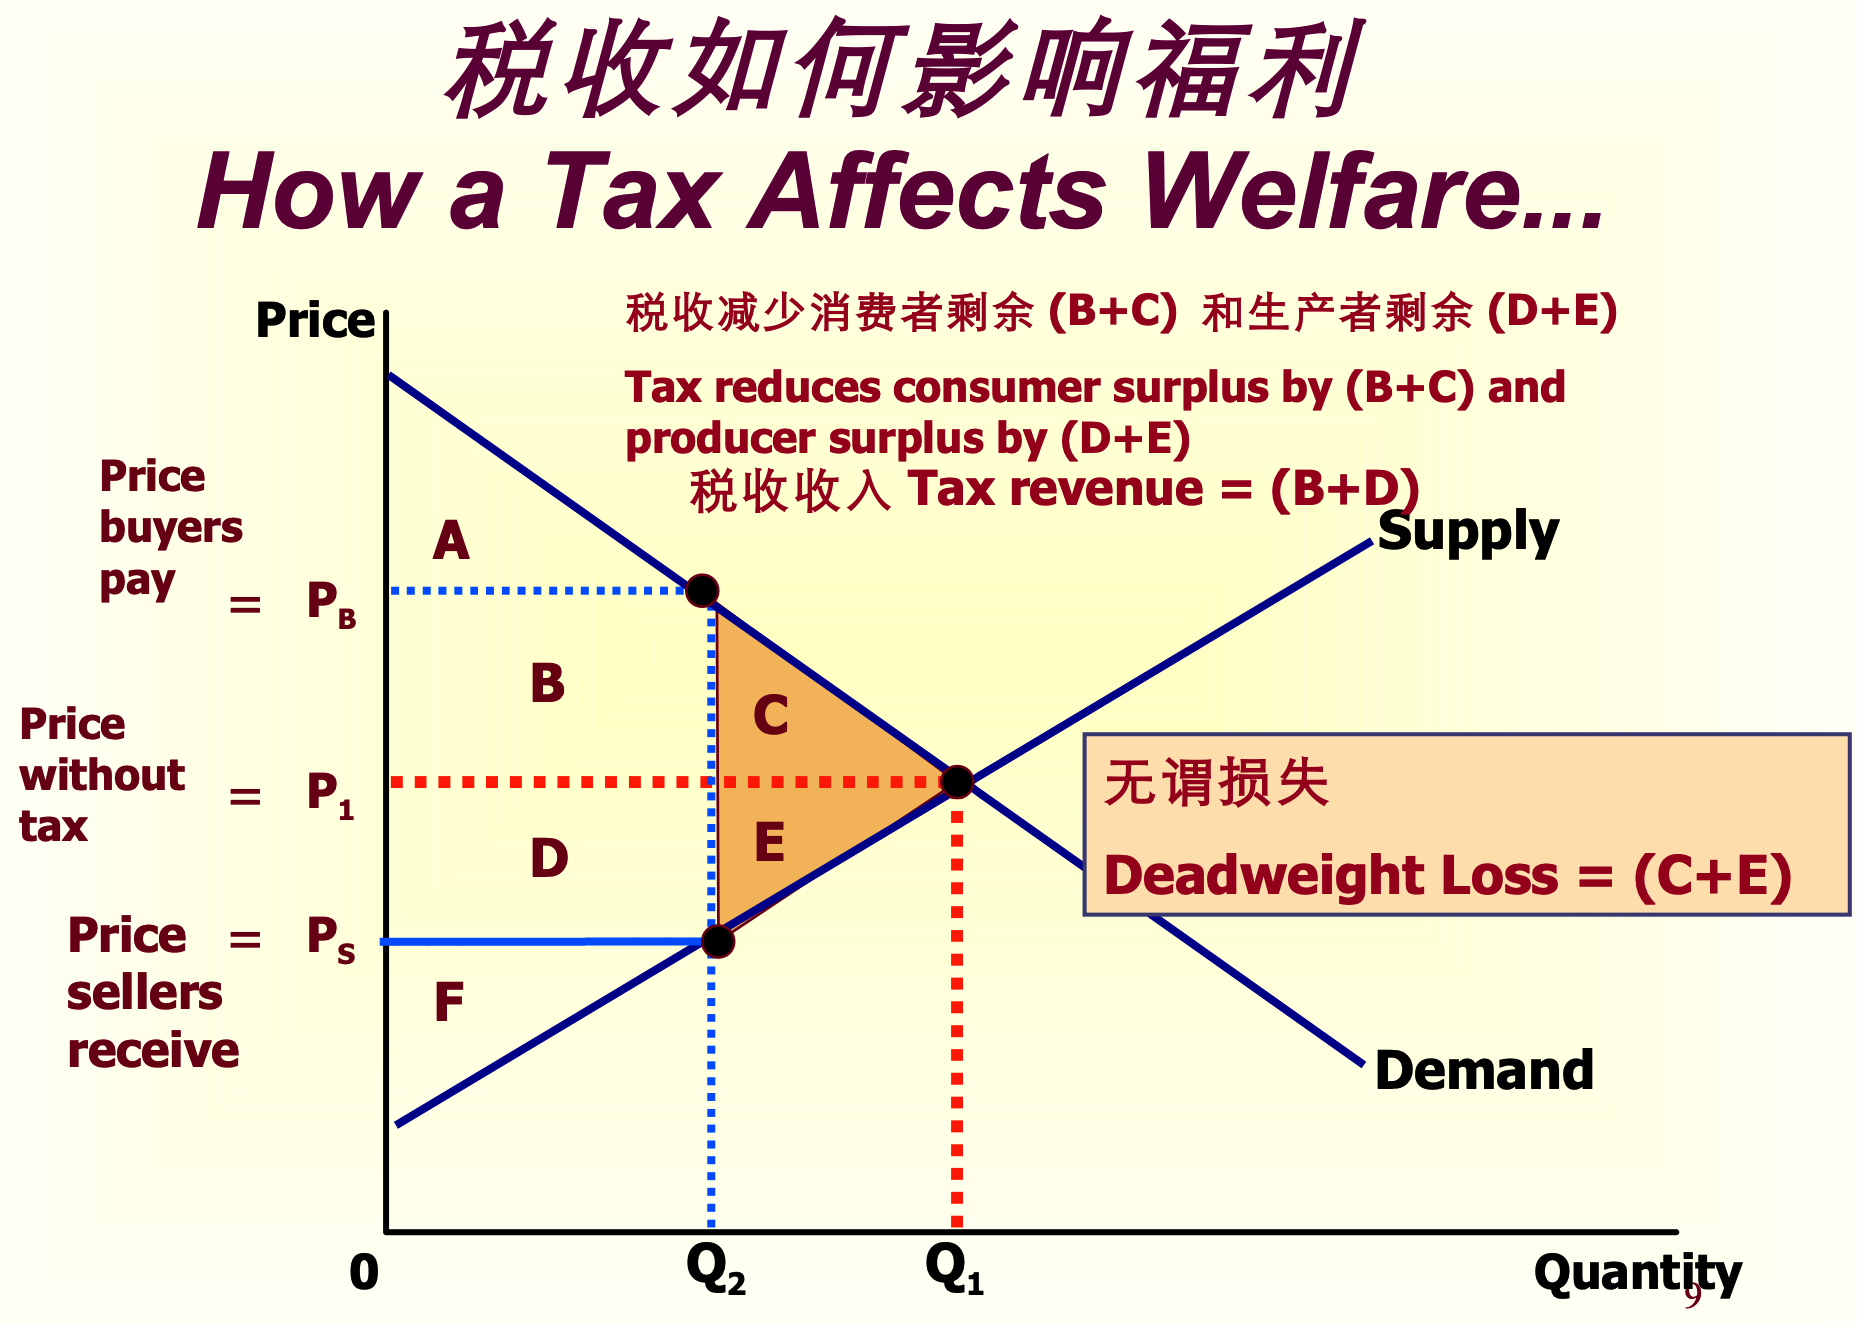 税收如何影响福利
How a Tax Affects Welfare...
Price
税收减少消费者剩余 (B+C) 和生产者剩余 (D+E)
Tax reduces consumer surplus by (B+C) and
producer surplus by (D+E)
税收收入 Tax revenue = (B+D)
Supply
Price
buyers
pay
= P_B
A
B
C
Price
without
tax
= P_1
D
E
无谓损失
Deadweight Loss = (C+E)
Price
sellers
receive
= P_S
F
Demand
0
Q_2
Q_1
Quantity
9